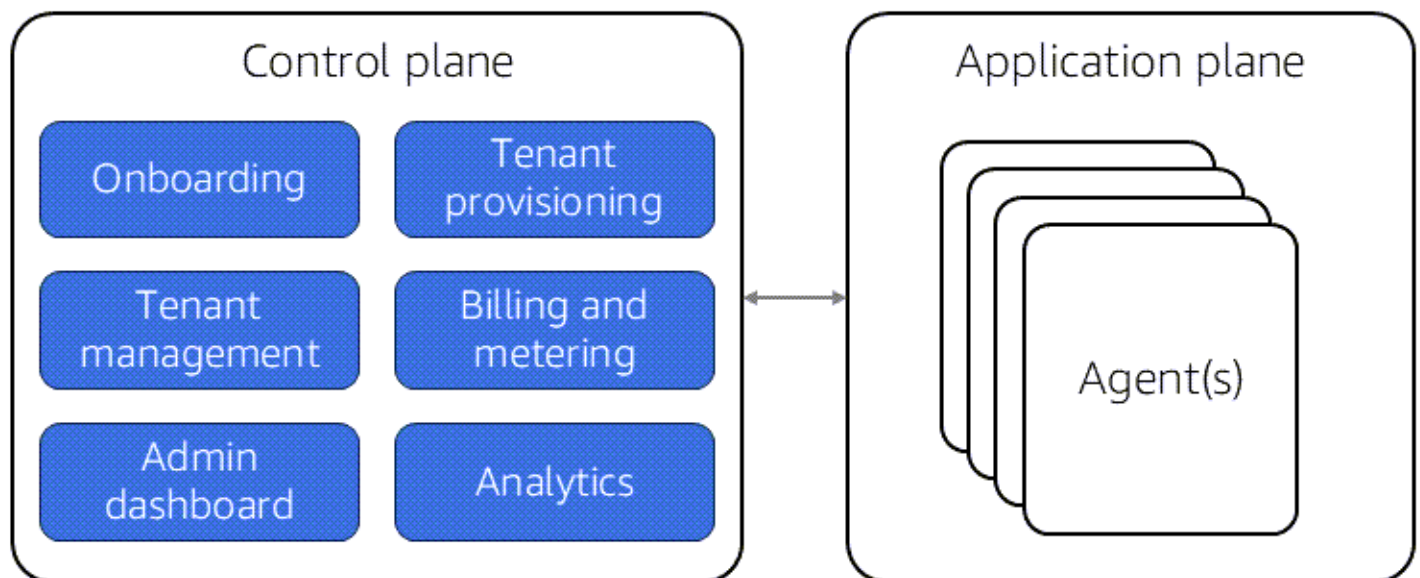 Control plane
Onboarding
Tenant
provisioning
Tenant
management
Billing and
metering
Admin
dashboard
Analytics
Application plane
Agent(s)